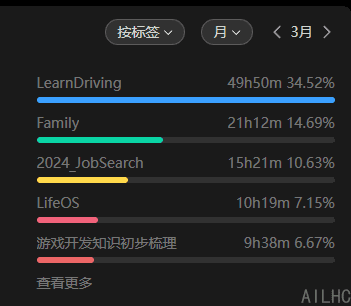 按标签 月 3月
LearnDriving 49h50m 34.52%
Family 21h12m 14.69%
2024_JobSearch 15h21m 10.63%
LifeOS 10h19m 7.15%
游戏开发知识初步梳理 9h38m 6.67%
查看更多
AILHC